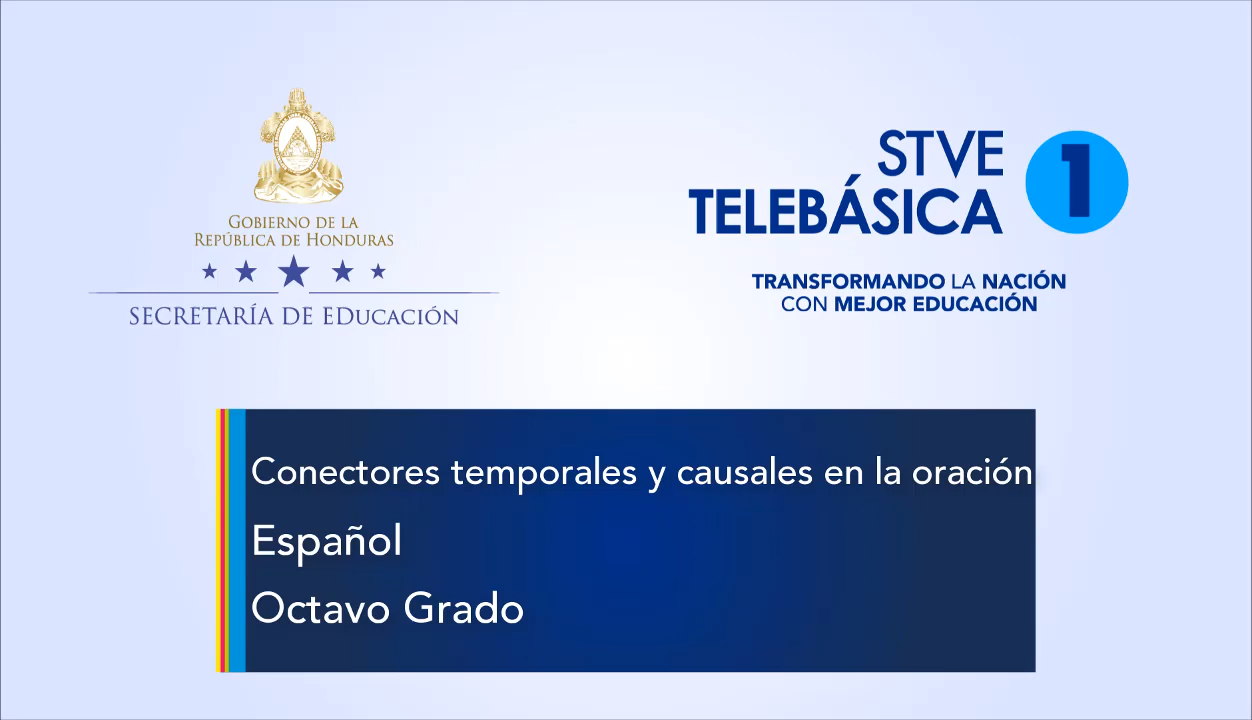 GOBIERNO DE LA
REPÚBLICA DE HONDURAS
SECRETARÍA DE EDUCACIÓN
STVE
TELEBÁSICA 1
TRANSFORMANDO LA NACIÓN
CON MEJOR EDUCACIÓN
Conectores temporales y causales en la oración
Español
Octavo Grado